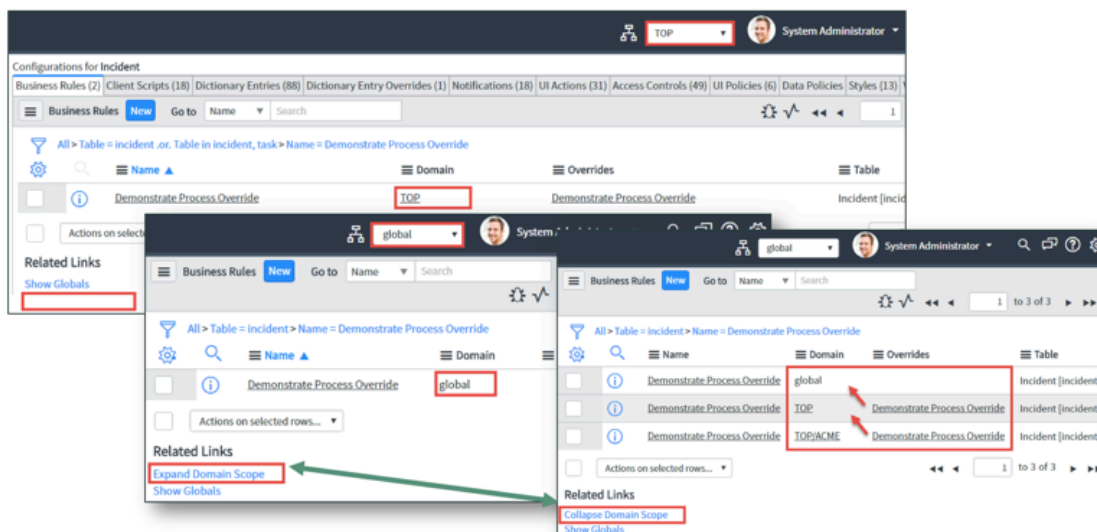 TOP
System Administrator
Configurations for Incident
Business Rules (2) Client Scripts (18) Dictionary Entries (88) Dictionary Entry Overrides (1) Notifications (18) UI Actions (31) Access Controls (49) UI Policies (6) Data Policies Styles (13)
Business Rules New Go to Name Search 1
All > Table = incident .or. Table in incident, task > Name = Demonstrate Process Override
Name Domain Overrides Table
Demonstrate Process Override TOP Demonstrate Process Override Incident [incid
Actions on select
Related Links
Show Globals
global
Syst
Business Rules New Go to Name Search
All > Table = incident > Name = Demonstrate Process Override
Name Domain
Demonstrate Process Override global
Actions on selected rows...
Related Links
Expand Domain Scope
Show Globals
global
System Administrator
Business Rules New Go to Name Search
1 to 3 of 3
All > Table = incident > Name = Demonstrate Process Override
Name Domain Overrides Table
Demonstrate Process Override global Incident [incident
Demonstrate Process Override TOP Demonstrate Process Override Incident [incident
Demonstrate Process Override TOP/ACME Demonstrate Process Override Incident [incident
Actions on selected rows... 1 to 3 of 3
Related Links
Collapse Domain Scope
Show Globals